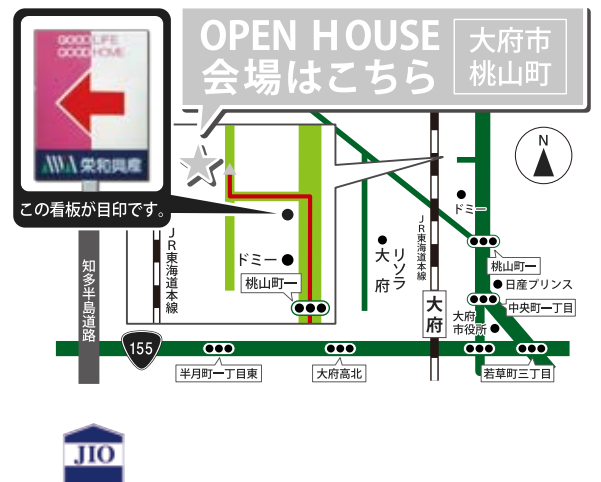 GOOD LIFE
GOOD HOME
AWA 栄和興産
この看板が目印です。
OPEN HOUSE
会場はこちら
大府市
桃山町
N
JR東海道本線
ドミー
桃山町一
知多半島道路
155
リソラ
大府
JR東海道本線
ドミー
桃山町一
日産プリンス
中央町一丁目
大府
大府
市役所
半月町一丁目東
大府高北
若草町三丁目
JIO